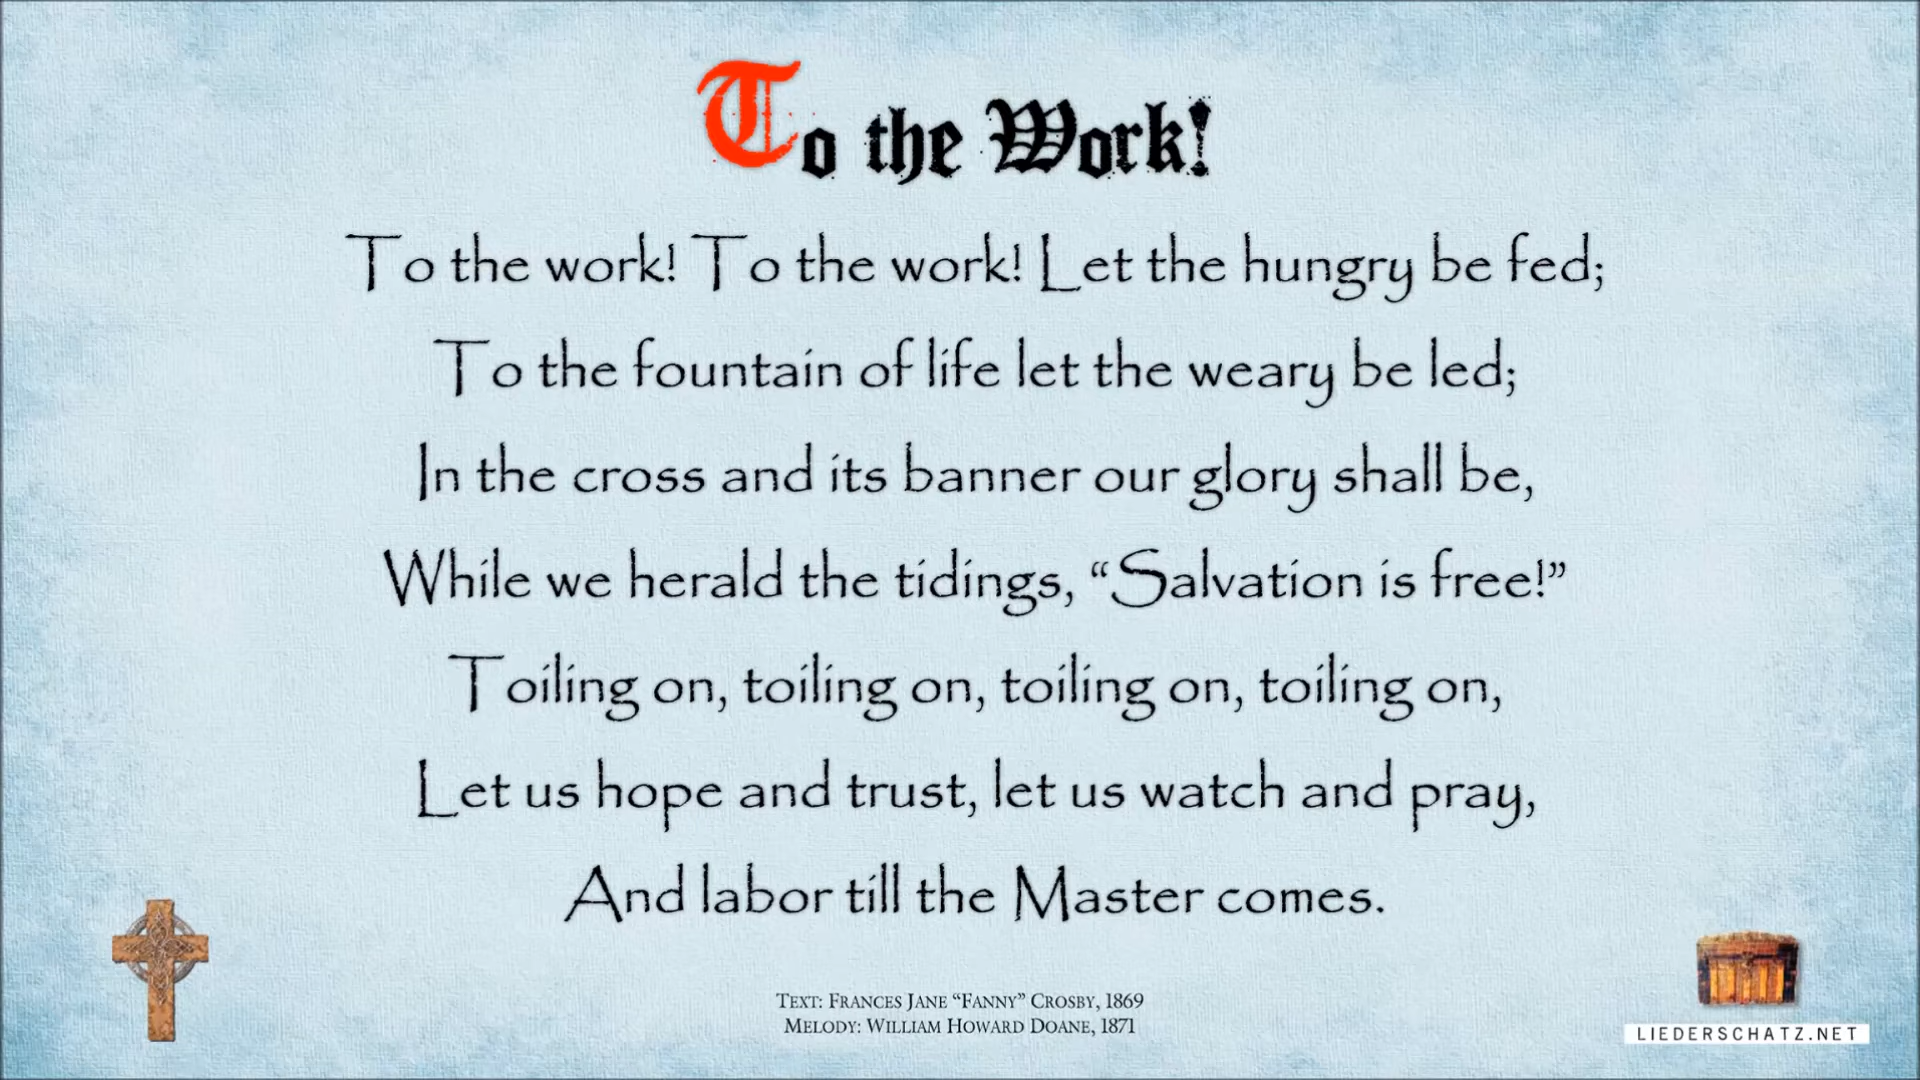 To the Work!
To the work! To the work! Let the hungry be fed;
To the fountain of life let the weary be led;
In the cross and its banner our glory shall be,
While we herald the tidings, “Salvation is free!”
Toiling on, toiling on, toiling on, toiling on,
Let us hope and trust, let us watch and pray,
And labor till the Master comes.
TEXT: FRANCES JANE “FANNY” CROSBY, 1869
MELODY: WILLIAM HOWARD DOANE, 1871
LIEDERSCHATZ.NET